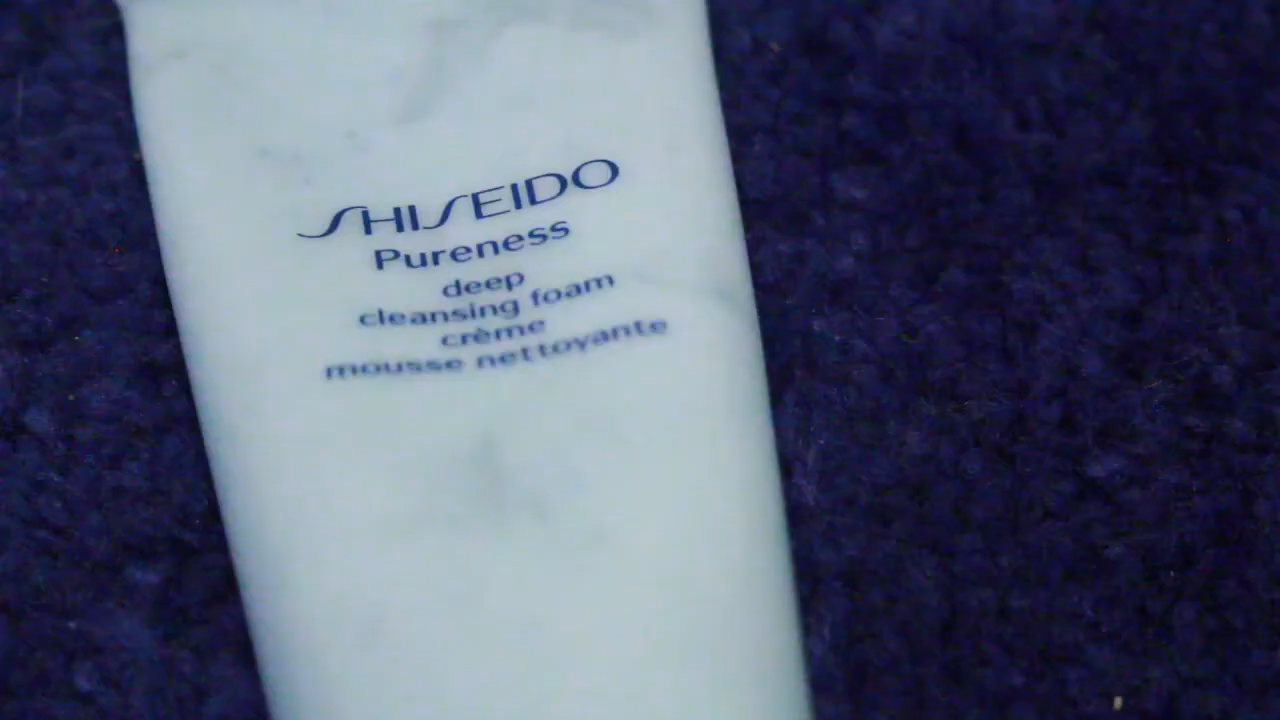 SHISEIDO
Pureness
deep
cleansing foam
crème
mousse nettoyante